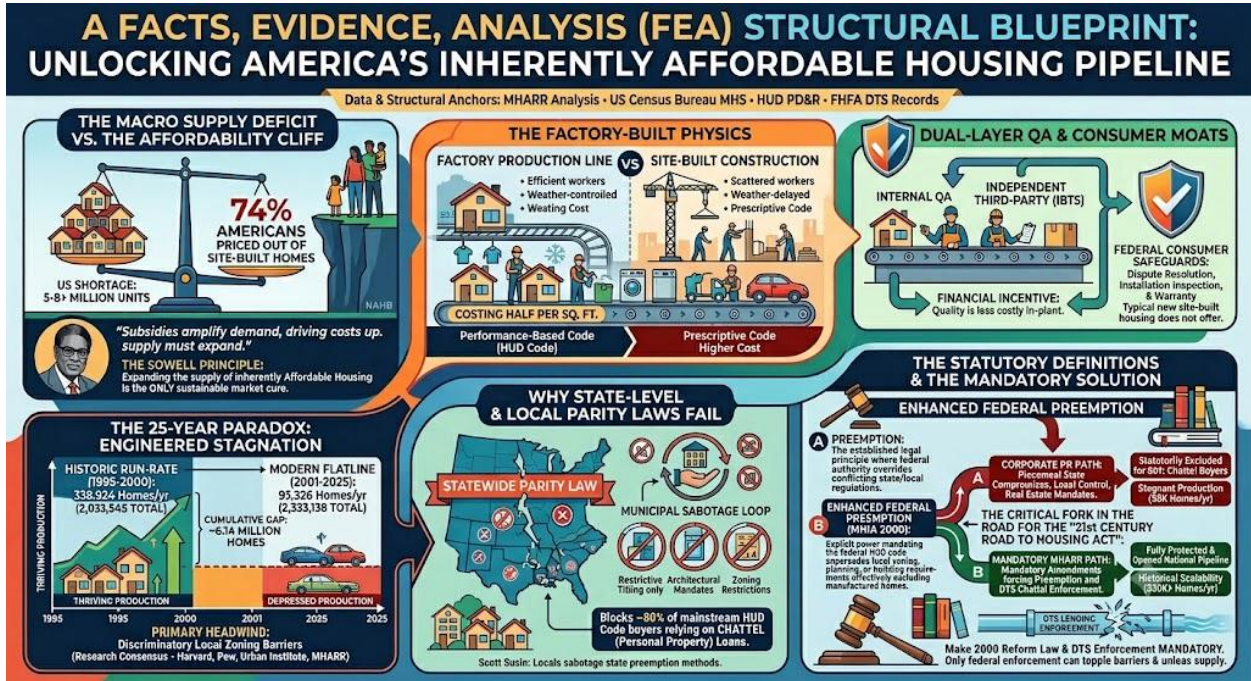 A FACTS, EVIDENCE, ANALYSIS (FEA) STRUCTURAL BLUEPRINT:
UNLOCKING AMERICA'S INHERENTLY AFFORDABLE HOUSING PIPELINE
Data & Structural Anchors: MHARR Analysis • US Census Bureau MHS • HUD PD&R • FHFA DTS Records
THE MACRO SUPPLY DEFICIT
VS. THE AFFORDABILITY CLIFF
74%
AMERICANS
PRICED OUT OF
SITE-BUILT HOMES
US SHORTAGE:
5-8+ MILLION UNITS
NAHB
"Subsidies amplify demand, driving costs up.
supply must expand."
THE SOWELL PRINCIPLE:
Expanding the supply of inherently Affordable Housing
Is the ONLY sustainable market cure.
THE FACTORY-BUILT PHYSICS
FACTORY PRODUCTION LINE
• Efficient workers
• Weather-controiled
• Weating Cost
VS
SITE-BUILT CONSTRUCTION
• Scattered workers
• Weather-delayed
• Prescriptive Code
COSTING HALF PER SQ. FT.
Performance-Based Code
(HUD Code)
Prescriptive Code
Higher Cost
DUAL-LAYER QA & CONSUMER MOATS
INTERNAL QA
INDEPENDENT
THIRD-PARTY (IBTS)
FINANCIAL INCENTIVE:
Quality is less costly in-plant.
FEDERAL CONSUMER
SAFEGUARDS:
Dispute Resolution,
Installation inspection,
& Warranty
Typical new site-built
housing does not offer.
THE 25-YEAR PARADOX:
ENGINEERED STAGNATION
HISTORIC RUN-RATE
(1995-2000):
338.924 Homes/yr
(2,033,545 TOTAL)
MODERN FLATLINE
(2001-2025):
95,326 Homes/yr
(2,333,138 TOTAL)
CUMULATIVE GAP:
~6.14 MILLION
HOMES
THRIVING PRODUCTION
THRIVING PRODUCTION
DEPRESSED PRODUCTION
1995 1995 2000 2025 2025
PRIMARY HEADWIND:
Discriminatory Locai Zoning Barriers
(Research Consensus - Harvard, Pew, Urban Institute, MHARR)
WHY STATE-LEVEL
& LOCAL PARITY LAWS FAIL
STATEWIDE PARITY LAW
MUNICIPAL SABOTAGE LOOP
Restrictive
Titiing only
Architectural
Mandates
Zoning
Restrictions
Blocks ~80% of mainstream HUD
Code buyers relying on CHATTEL
(Personal Property) Loans.
Scott Susin: Locals sabotage state preemption methods.
THE STATUTORY DEFINITIONS
& THE MANDATORY SOLUTION
ENHANCED FEDERAL PREEMPTION
A PREEMPTION:
The established legal
principle where federal
authority overrides
conflicting state/local
regulations.
B ENHANCED FEDERAL
(MHIA 2000):
Explicit power mandating
A
CORPORATE PR PATH:
Piecemeal State
Local Control,
Real Estate Mandates.
Stegnant Production
(58K Homes/yr)
THE CRITICAL FORK IN THE
ROAD FOR THE "21ST CENTURY
ROAD TO HOUSING ACT":
B
MANDATORY MHARR PATH:
Mandatory Amendments
forcing Preemption and
DTS Chattal Enforcement.
Fully Protected &
Opened National Pipeline
Historical Scalability
DTS LENDING
Make 2000 Reform Law & DTS Enforcement MANDATORY.
Only federal enforcement can topple barriers & unleas supply.